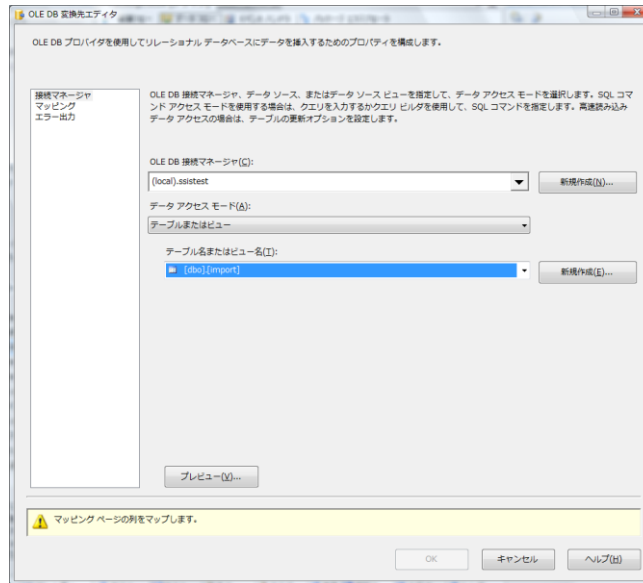 OLE DB 変換先エディタ
OLE DB プロバイダを使用してリレーショナル データベースにデータを挿入するためのプロパティを構成します。
接続マネージャ
マッピング
エラー出力
OLE DB 接続マネージャ、データ ソース、またはデータ ソース ビューを指定して、データ アクセス モードを選択します。SQL コマ
ンド アクセス モードを使用する場合は、クエリを入力するかクエリ ビルダを使用して、SQL コマンドを指定します。高速読み込み
データ アクセスの場合は、テーブルの更新オプションを設定します。
OLE DB 接続マネージャ(C):
(local).ssistest
新規作成(N)...
データ アクセス モード(A):
テーブルまたはビュー
テーブル名またはビュー名(T):
[dbo].[import]
新規作成(E)...
プレビュー(V)...
マッピング ページの列をマップします。
OK
キャンセル
ヘルプ(H)